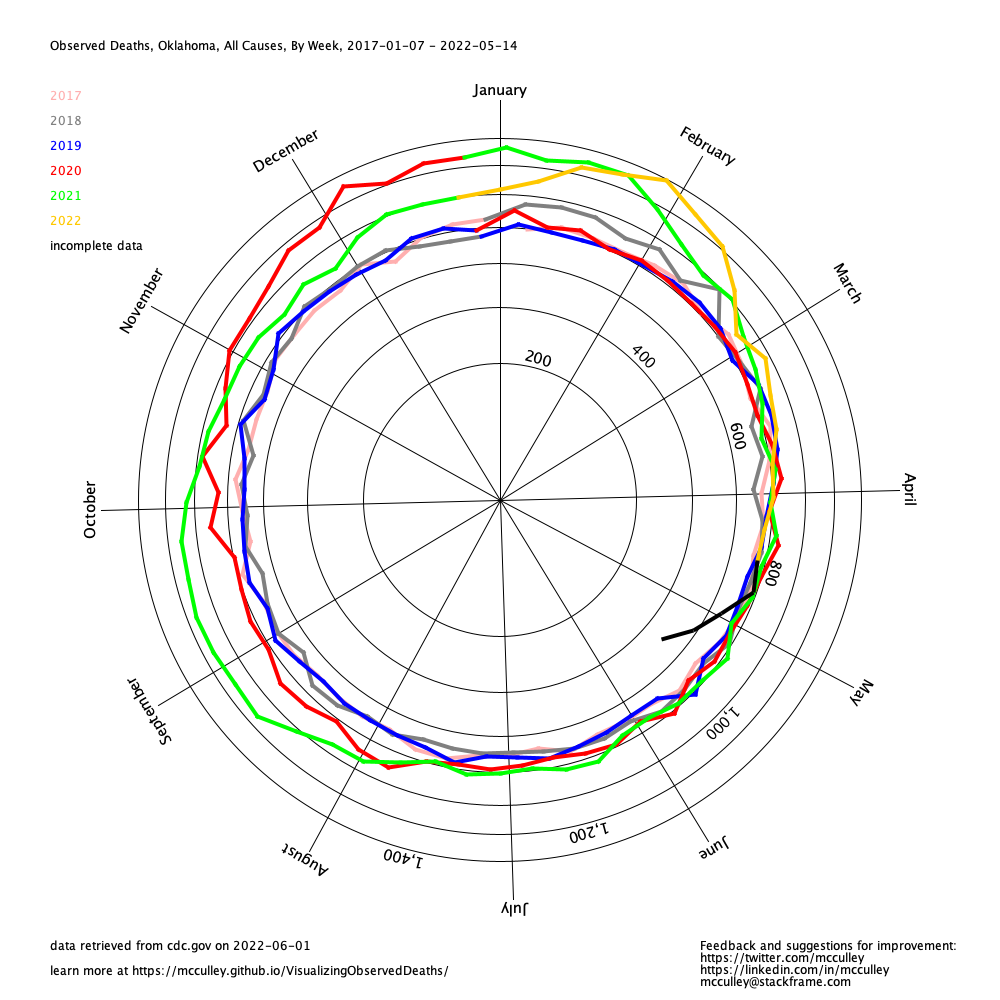 Observed Deaths, Oklahoma, All Causes, By Week, 2017-01-07 - 2022-05-14
January
2017
2018
2019
2020
2021
2022
incomplete data
December
February
November
March
200
400
600
October
April
800
September
May
1,000
1,200
1,400
August
June
July
data retrieved from cdc.gov on 2022-06-01
learn more at https://mcculley.github.io/VisualizingObservedDeaths/
Feedback and suggestions for improvement:
https://twitter.com/mcculley
https://linkedin.com/in/mcculley
mcculley@stackframe.com